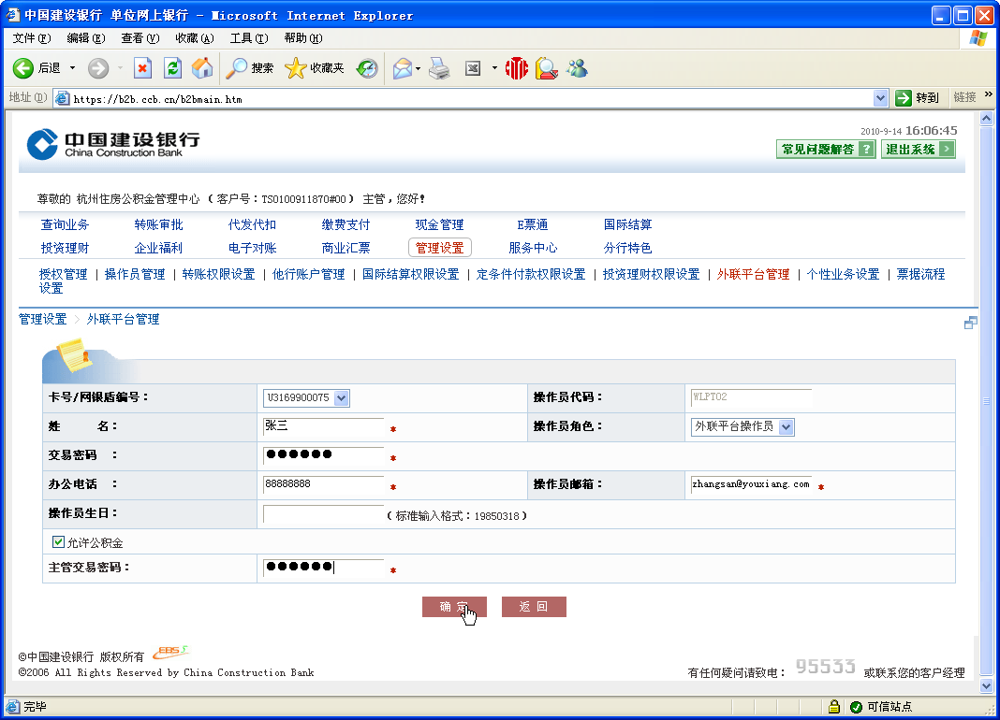 中国建设银行 单位网上银行 - Microsoft Internet Explorer
文件(F) 编辑(E) 查看(V) 收藏(A) 工具(T) 帮助(H)
后退 搜索 收藏夹
地址(D) https://b2b.ccb.cn/b2bmain.htm 转到 链接 »
中国建设银行
China Construction Bank
2010-9-14 16:06:45
常见问题解答 ? 退出系统 >
尊敬的 杭州住房公积金管理中心 (客户号:TS0100911870#00) 主管,您好!
查询业务 转账审批 代发代扣 缴费支付 现金管理 E票通 国际结算
投资理财 企业福利 电子对账 商业汇票 管理设置 服务中心 分行特色
授权管理 | 操作员管理 | 转账权限设置 | 他行账户管理 | 国际结算权限设置 | 定条件付款权限设置 | 投资理财权限设置 | 外联平台管理 | 个性业务设置 | 票据流程
设置
管理设置 > 外联平台管理
卡号/网银盾编号: U3169900075 操作员代码: WLPT02
姓 名: 张三 * 操作员角色: 外联平台操作员
交易密码 : ●●●●●● *
办公电话 : 88888888 * 操作员邮箱: zhangsan@youxiang.com *
操作员生日: (标准输入格式:19850318)
允许公积金
主管交易密码: ●●●●●● *
确 定 返 回
©中国建设银行 版权所有 EBS 5
©2006 All Rights Reserved by China Construction Bank
有任何疑问请致电: 95533 或联系您的客户经理
完毕 可信站点